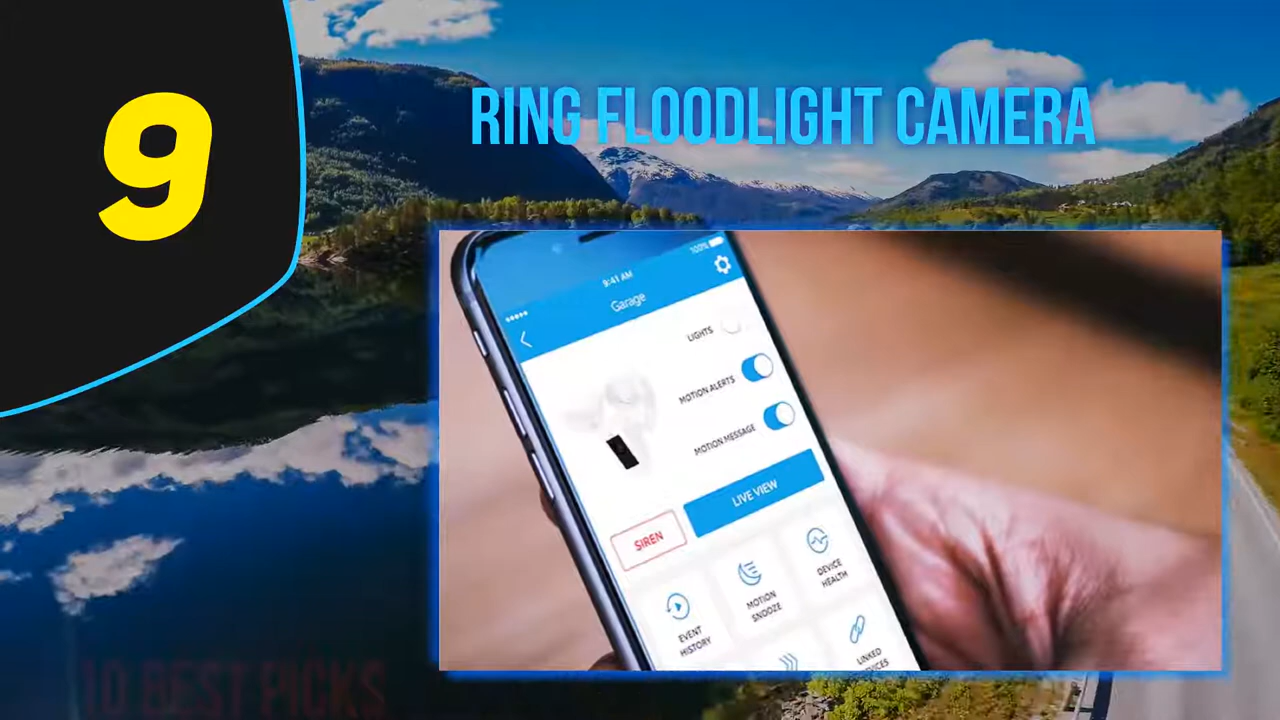 9
RING FLOODLIGHT CAMERA
100%
9:41 AM
Garage
LIGHTS
MOTION ALERTS
MOTION MESSAGE
LIVE VIEW
SIREN
DEVICE
HEALTH
MOTION
SNOOZE
EVENT
HISTORY
LINKED
10 BEST PICKS